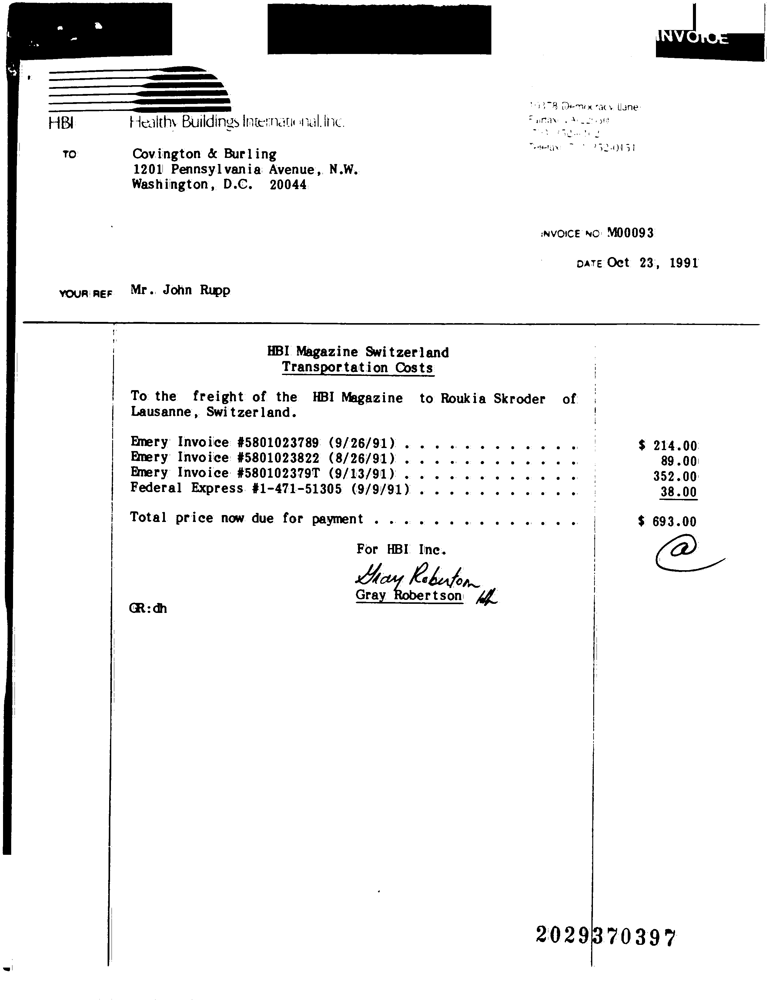 INVOICE
HBI Healthy Buildings International, Inc.
10378 Democracy Lane
Fairfax
Telefax 352-0151
TO Covington & Burling
1201 Pennsylvania Avenue, N.W.
Washington, D.C. 20044
INVOICE NO M00093
DATE Oct 23, 1991
YOUR REF Mr. John Rupp
HBI Magazine Switzerland
Transportation Costs
To the freight of the HBI Magazine to Roukia Skroder of
Lausanne, Switzerland.
Emery Invoice #5801023789 (9/26/91) . . . . . . . . . . . . $ 214.00
Emery Invoice #5801023822 (8/26/91) . . . . . . . . . . . . 89.00
Emery Invoice #580102379T (9/13/91) . . . . . . . . . . . . 352.00
Federal Express #1-471-51305 (9/9/91) . . . . . . . . . . . 38.00
Total price now due for payment . . . . . . . . . . . . . . $ 693.00
For HBI Inc.
@
Gray Robertson
Gray Robertson
GR:dh
2029370397